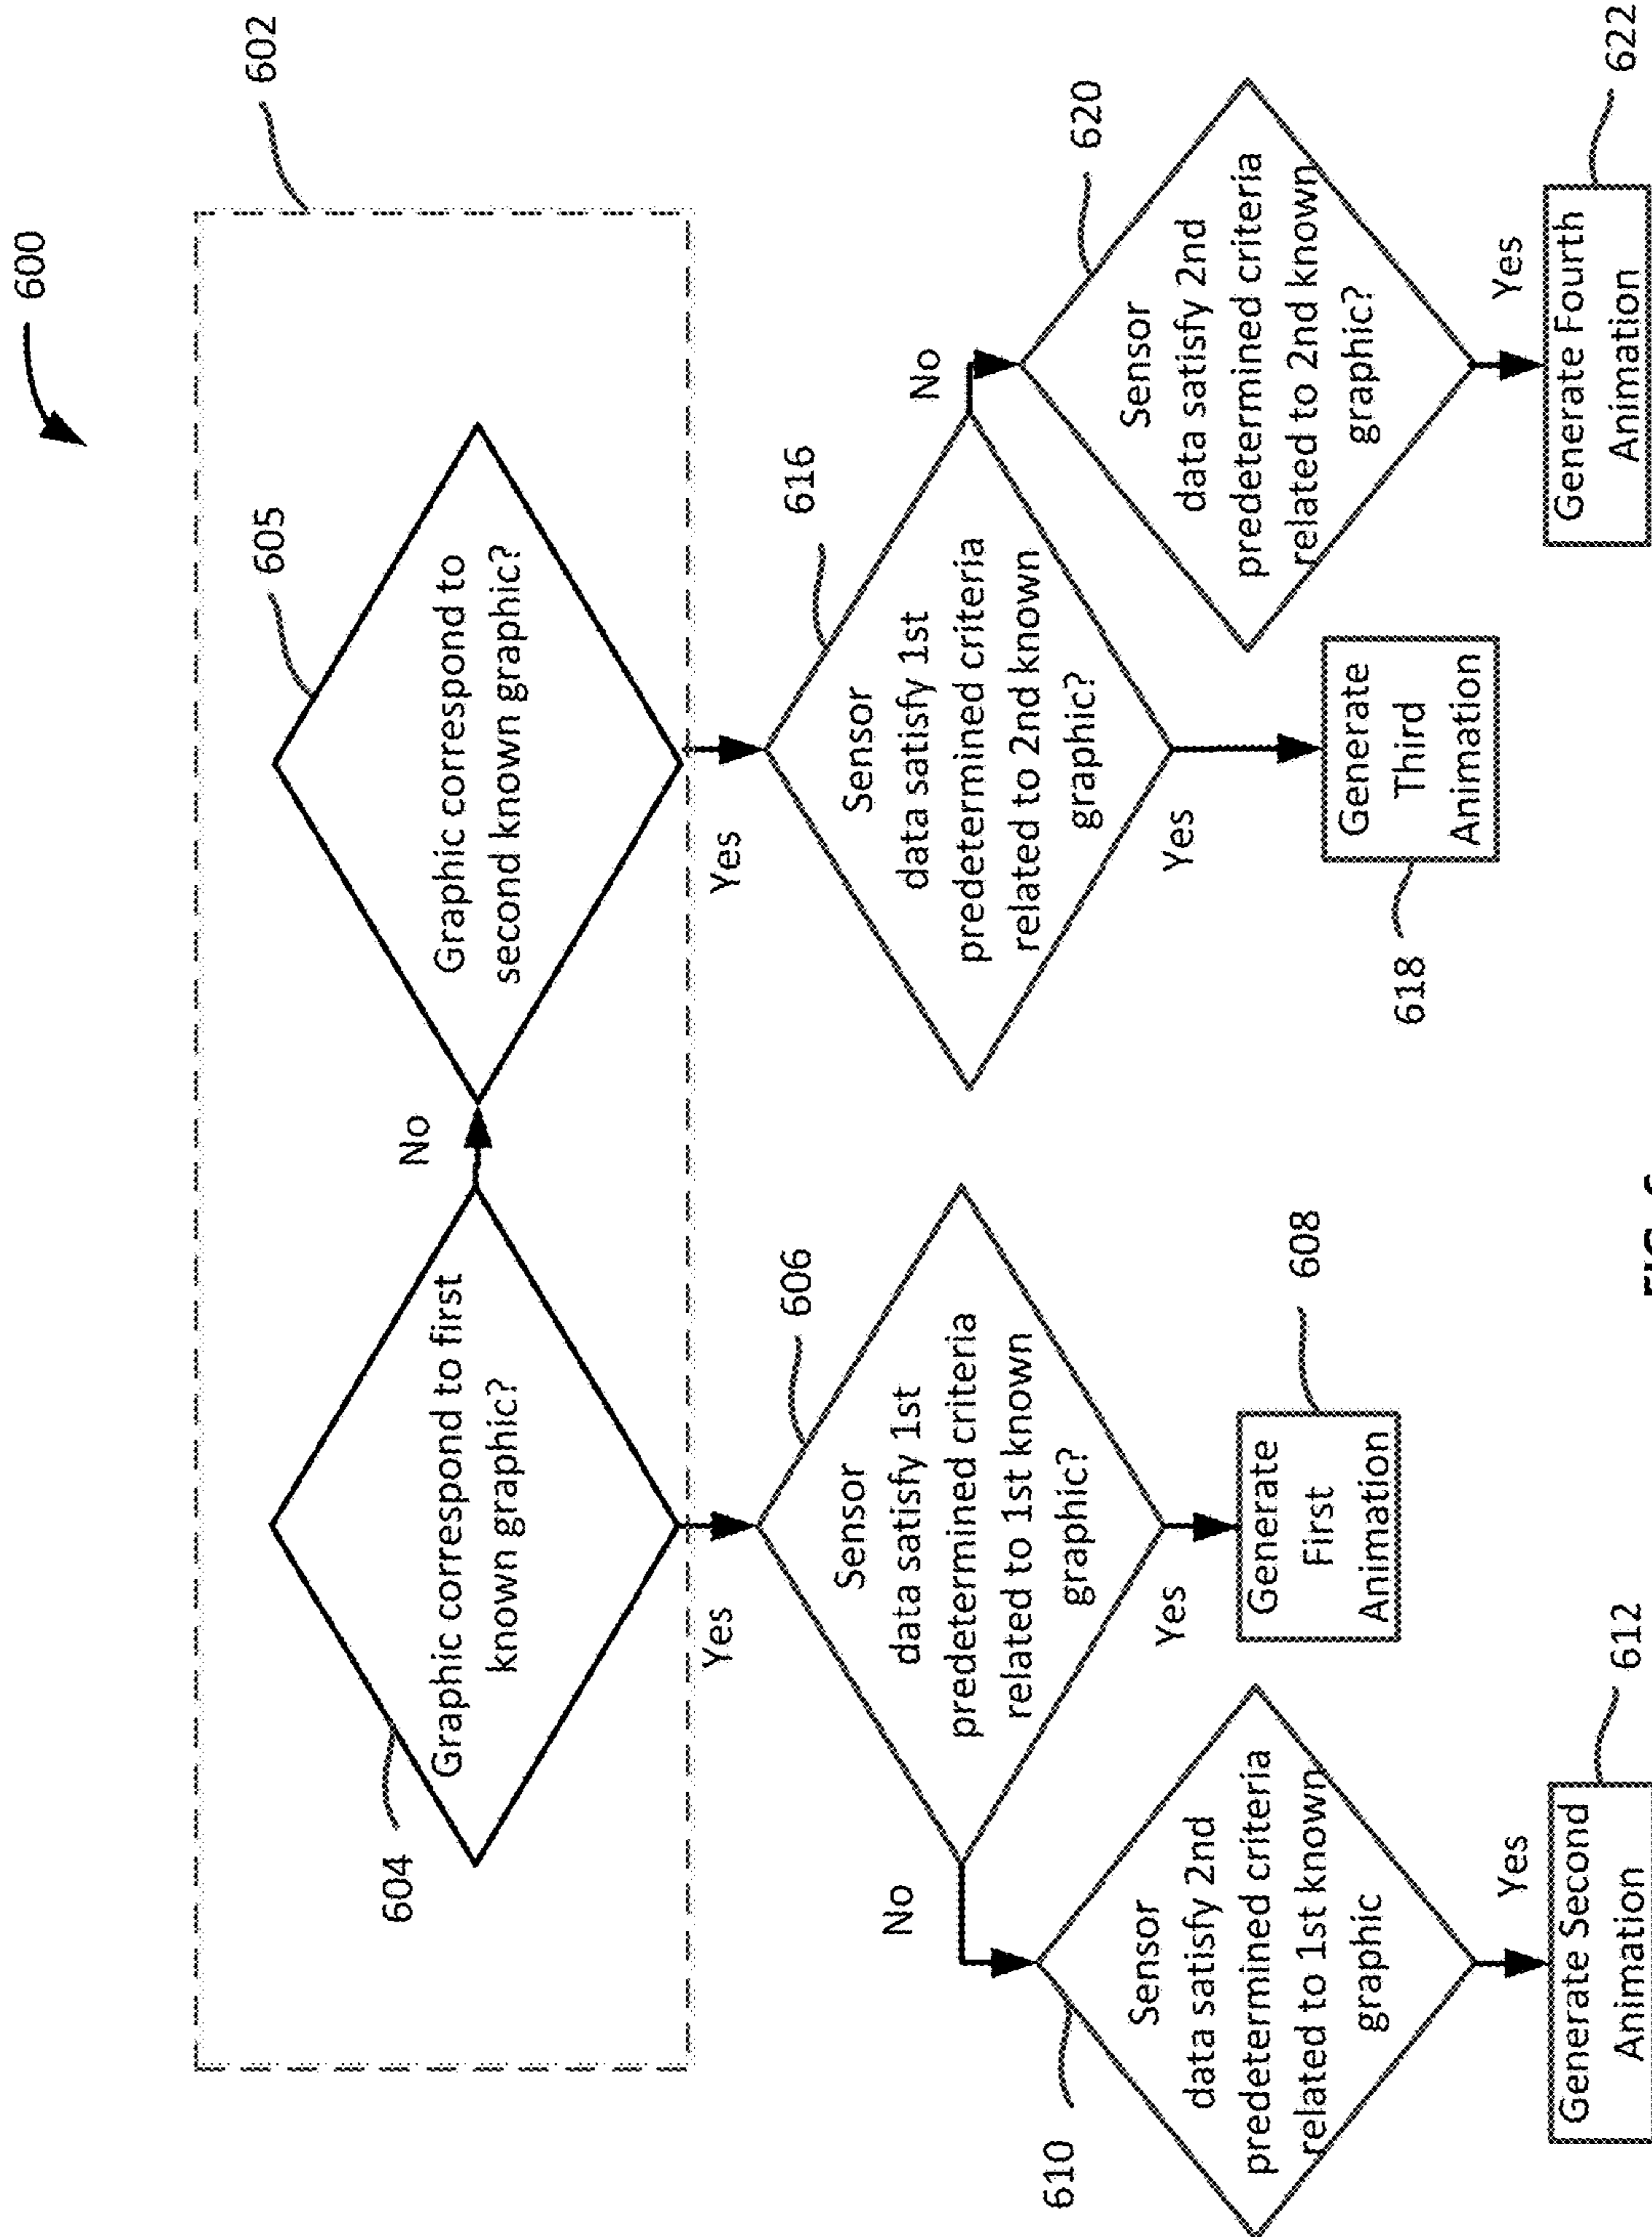 600
602
604
Graphic correspond to first
known graphic?
No
605
Graphic correspond to
second known graphic?
Yes
Yes
606
Sensor
data satisfy 1st
predetermined criteria
related to 1st known
graphic?
616
Sensor
data satisfy 1st
predetermined criteria
related to 2nd known
graphic?
No
No
610
Sensor
data satisfy 2nd
predetermined criteria
related to 1st known
graphic
620
Sensor
data satisfy 2nd
predetermined criteria
related to 2nd known
graphic?
Yes
Yes
608
Generate
First
Animation
618
Generate
Third
Animation
Yes
Yes
612
Generate Second
Animation
622
Generate Fourth
Animation